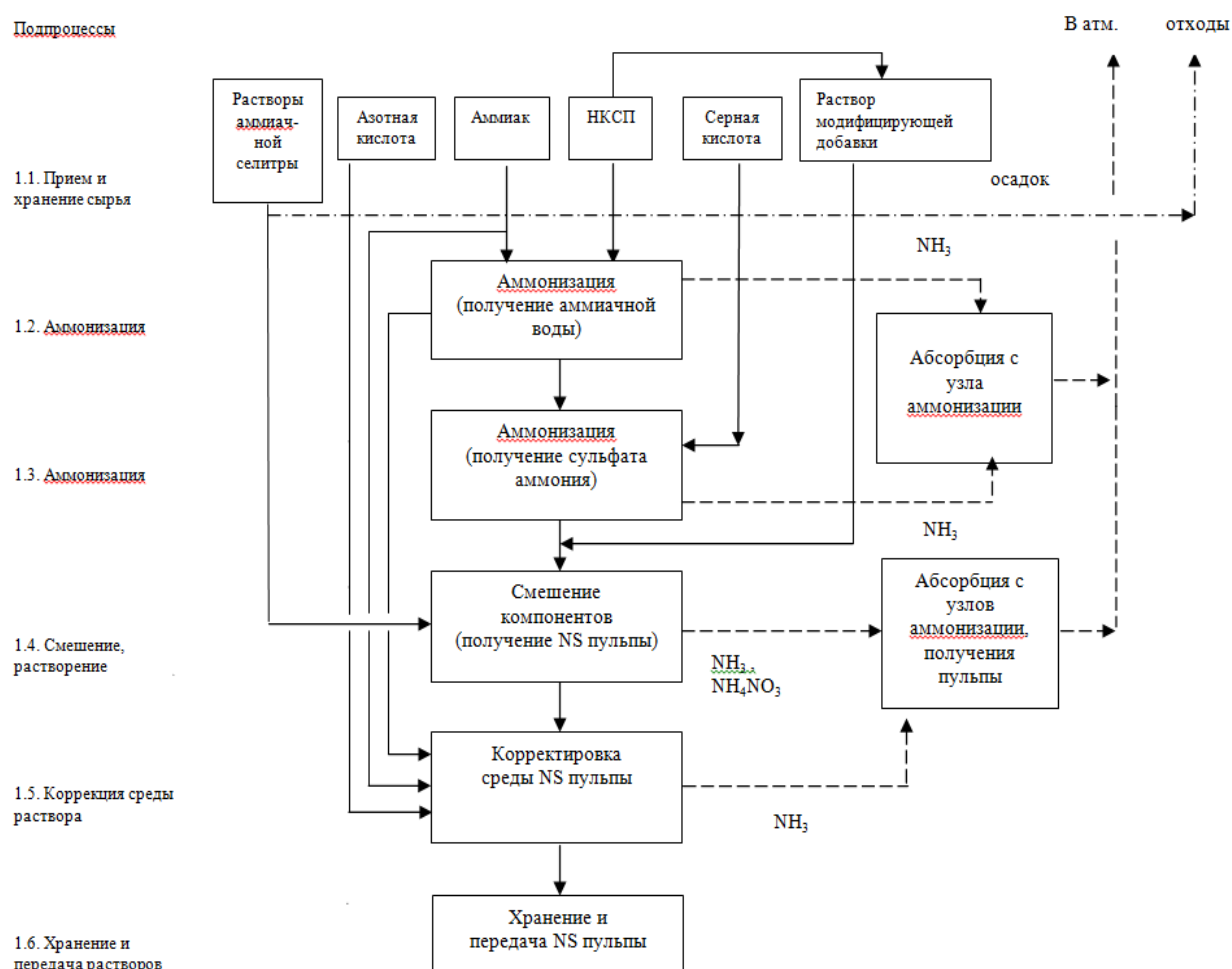 Подпроцессы
В атм.
отходы
Растворы
аммиач-
ной
селитры
Азотная
кислота
Аммиак
НКСП
Серная
кислота
Раствор
модифицирующей
добавки
1.1. Прием и
хранение сырья
осадок
NH₃
Аммонизация
(получение аммиачной
воды)
1.2. Аммонизация
Абсорбция с
узла
аммонизации
Аммонизация
(получение сульфата
аммония)
1.3. Аммонизация
NH₃
Смешение
компонентов
(получение NS пульпы)
Абсорбция с
узлов
аммонизации,
получения
пульпы
1.4. Смешение,
растворение
NH₃,
NH₄NO₃
Корректировка
среды NS пульпы
1.5. Коррекция среды
раствора
NH₃
Хранение и
передача NS пульпы
1.6. Хранение и
передача растворов